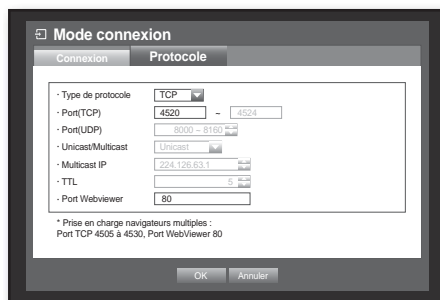 Mode connexion
Connexion Protocole
· Type de protocole TCP
· Port(TCP) 4520 ~ 4524
· Port(UDP) 8000 ~ 8160
· Unicast/Multicast Unicast
· Multicast IP 224.126.63.1
· TTL 5
· Port Webviewer 80
* Prise en charge navigateurs multiples :
Port TCP 4505 à 4530, Port WebViewer 80
OK Annuler